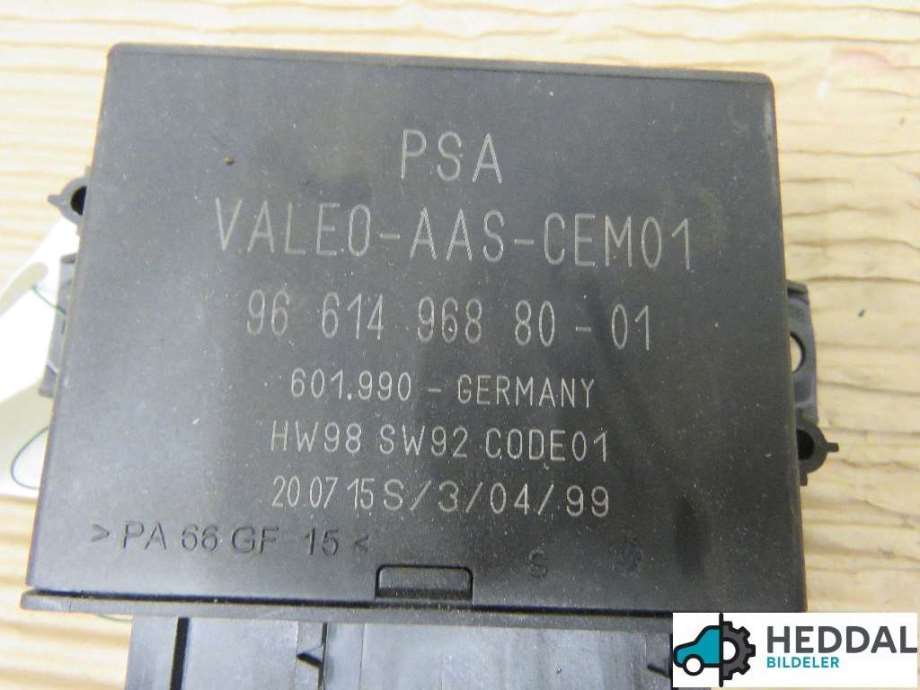 PSA
VALEO-AAS-CEM01
96 614 968 80-01
601.990 - GERMANY
HW98 SW92 CODE01
20 07 15 S/3/04/99
>PA 66 GF 15<
S
HEDDAL
BILDELER